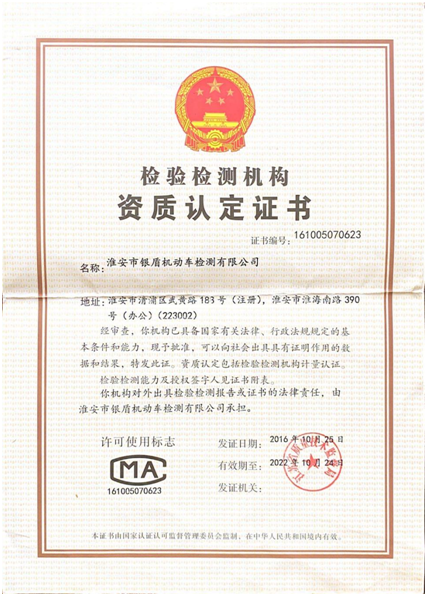 检验检测机构
资质认定证书
证书编号：161005070623
名称：淮安市银盾机动车检测有限公司
地址：淮安市清浦区武黄路183号（注册），淮安市淮海南路390
号（办公）(223002)
经审查，你机构已具备国家有关法律、行政法规规定的基
本条件和能力，现予批准，可以向社会出具具有证明作用的数
据和结果，特发此证。资质认定包括检验检测机构计量认证。
检验检测能力及授权签字人见证书附表。
你机构对外出具检验检测报告或证书的法律责任，由
淮安市银盾机动车检测有限公司承担。
许可使用标志
MA
161005070623
发证日期：2016年10月25日
有效期至：2022年10月24日
发证机关：
江苏省质量技术监督局
本证书由国家认证认可监督管理委员会监制，在中华人民共和国境内有效。